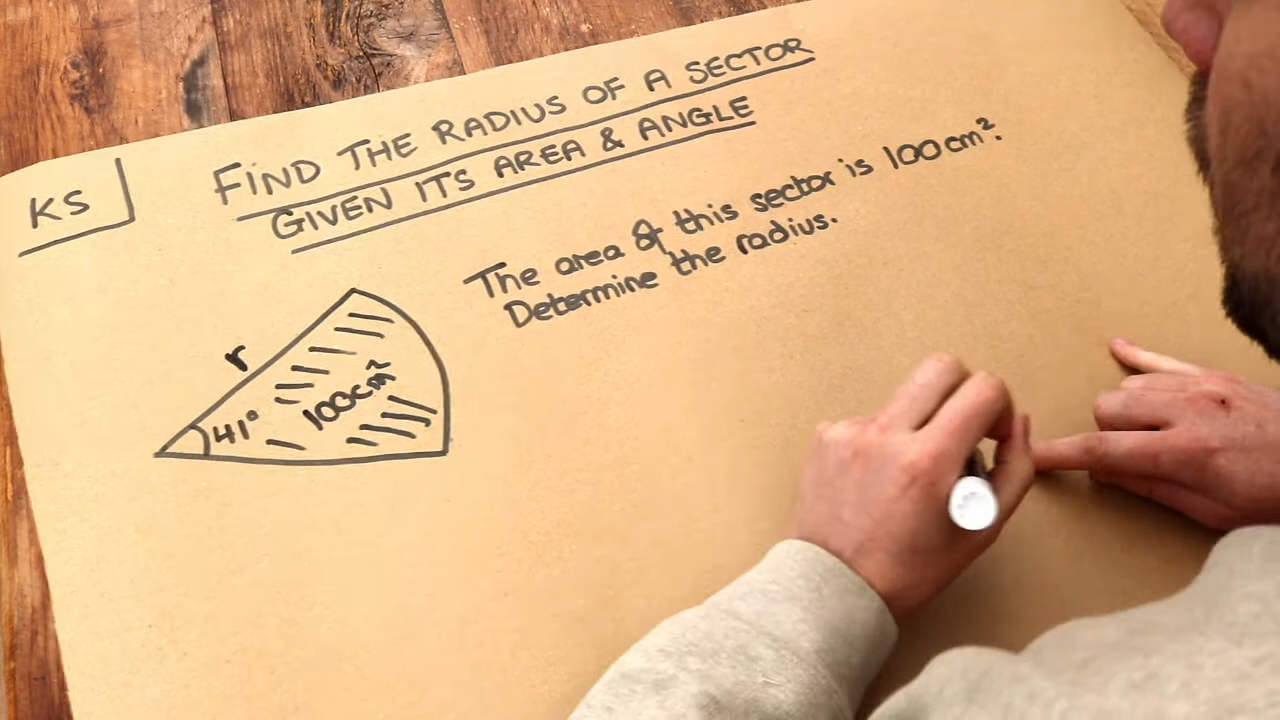 KS
FIND THE RADIUS OF A SECTOR
GIVEN ITS AREA & ANGLE
The area of this sector is 100cm².
Determine the radius.
r
41°
100cm²